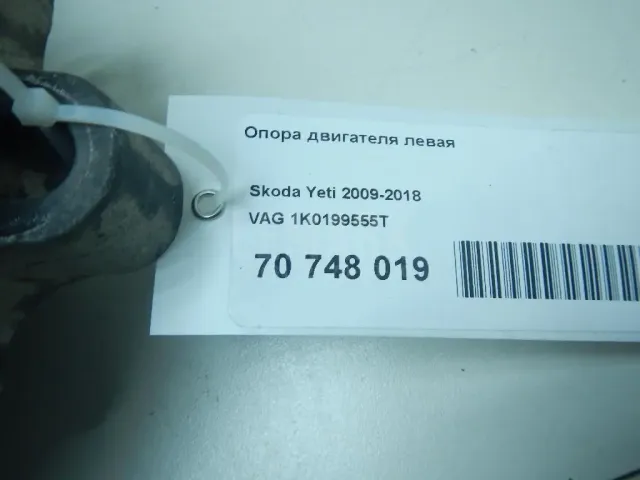 Опора двигателя левая
Skoda Yeti 2009-2018
VAG 1K0199555T
70 748 019